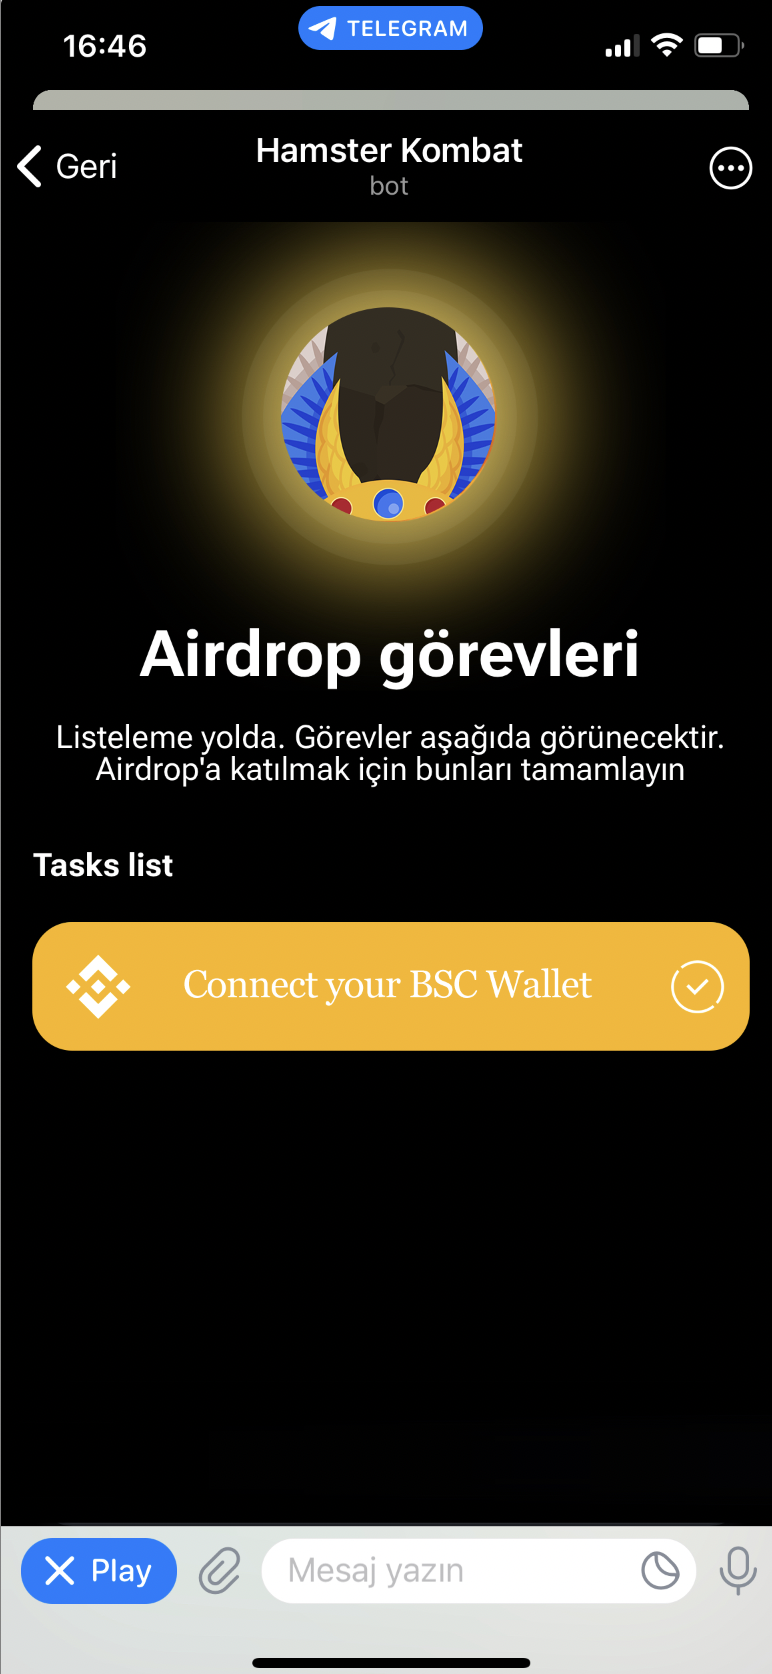 16:46
TELEGRAM
Geri
Hamster Kombat
bot
Airdrop görevleri
Listeleme yolda. Görevler aşağıda görünecektir.
Airdrop'a katılmak için bunları tamamlayın
Tasks list
Connect your BSC Wallet
Play
Mesaj yazın